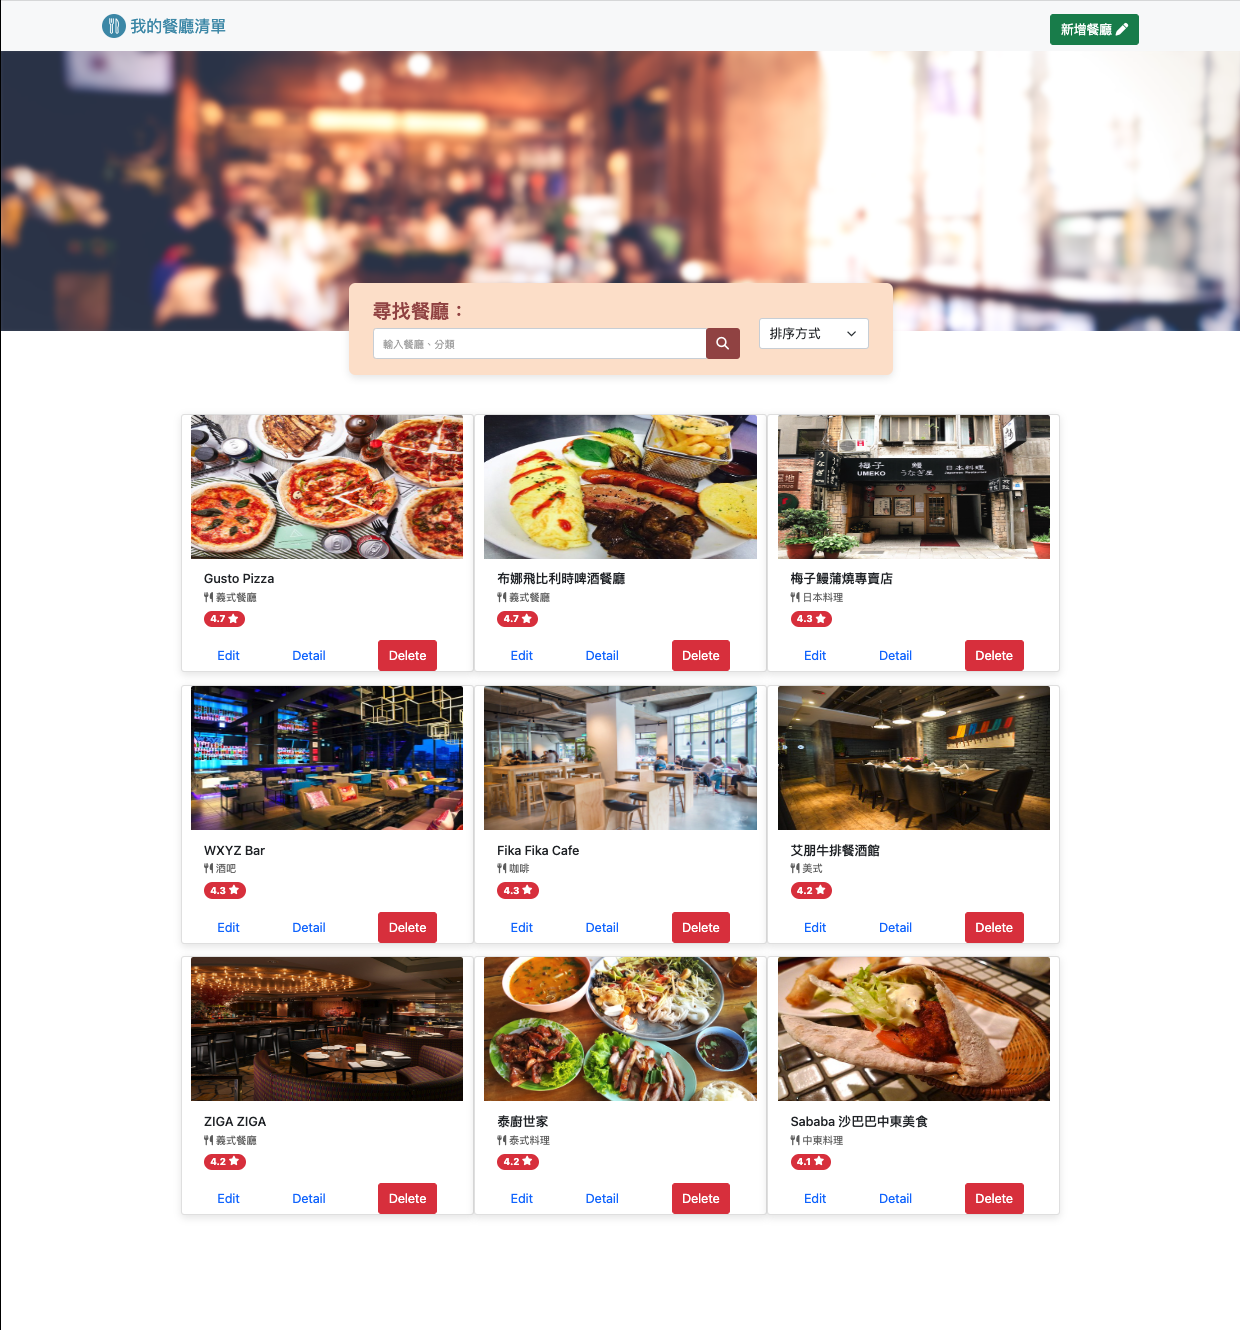 我的餐廳清單
新增餐廳
尋找餐廳：
輸入餐廳、分類
排序方式
梅子 鰻 日本料理
UMEKO うなぎ屋 Japanese Restaurant
うなぎ
Gusto Pizza
義式餐廳
4.7
Edit Detail Delete
布娜飛比利時啤酒餐廳
義式餐廳
4.7
Edit Detail Delete
梅子鰻蒲燒專賣店
日本料理
4.3
Edit Detail Delete
WXYZ Bar
酒吧
4.3
Edit Detail Delete
Fika Fika Cafe
咖啡
4.3
Edit Detail Delete
艾朋牛排餐酒館
美式
4.2
Edit Detail Delete
ZIGA ZIGA
義式餐廳
4.2
Edit Detail Delete
泰廚世家
泰式料理
4.2
Edit Detail Delete
Sababa 沙巴巴中東美食
中東料理
4.1
Edit Detail Delete